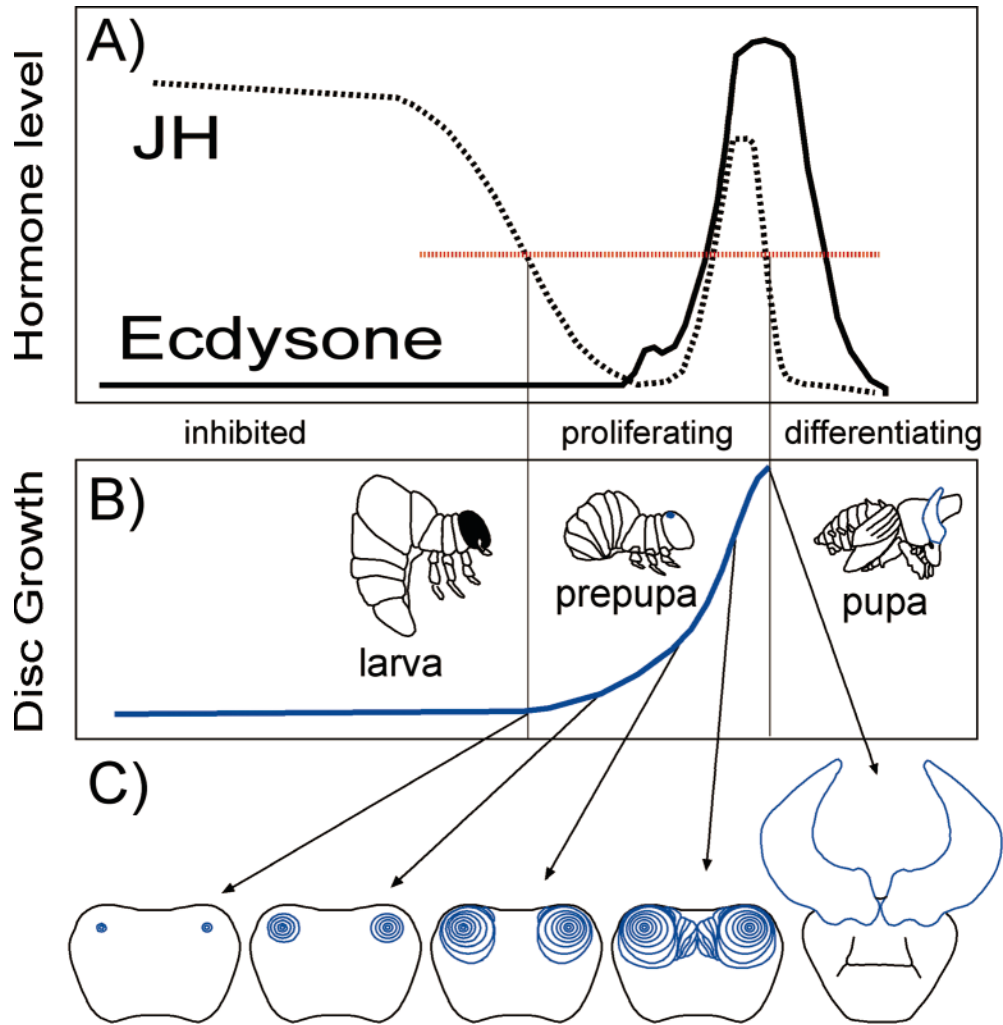 A)
Hormone level
JH
Ecdysone
inhibited
proliferating
differentiating
B)
Disc Growth
larva
prepupa
pupa
C)